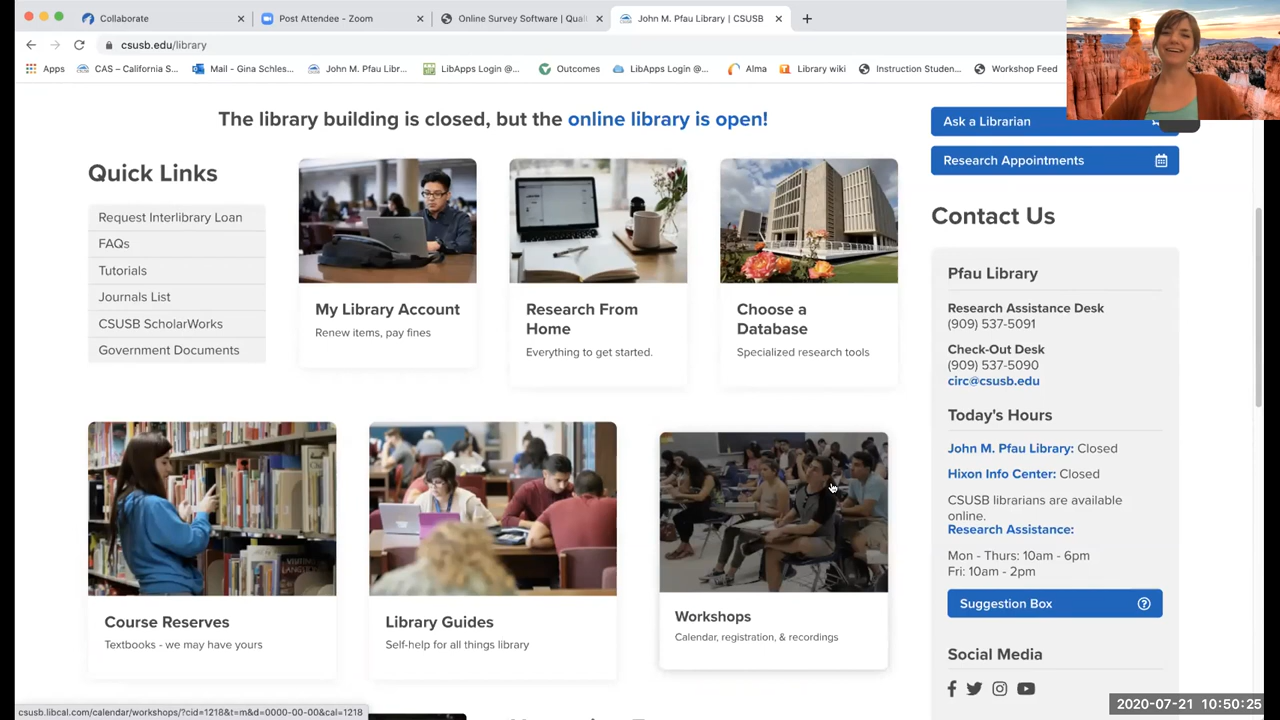 Collaborate
Post Attendee - Zoom
Online Survey Software | Qual
John M. Pfau Library | CSUSB
csusb.edu/library
Apps
CAS – California S...
Mail - Gina Schles...
John M. Pfau Libr...
LibApps Login @...
Outcomes
LibApps Login @...
Alma
Library wiki
Instruction Studen...
Workshop Feed
The library building is closed, but the online library is open!
Quick Links
Request Interlibrary Loan
FAQs
Tutorials
Journals List
CSUSB ScholarWorks
Government Documents
My Library Account
Renew items, pay fines
Research From
Home
Everything to get started.
Choose a
Database
Specialized research tools
Course Reserves
Textbooks - we may have yours
Library Guides
Self-help for all things library
Workshops
Calendar, registration, & recordings
Ask a Librarian
Research Appointments
Contact Us
Pfau Library
Research Assistance Desk
(909) 537-5091
Check-Out Desk
(909) 537-5090
circ@csusb.edu
Today's Hours
John M. Pfau Library: Closed
Hixon Info Center: Closed
CSUSB librarians are available
online.
Research Assistance:
Mon - Thurs: 10am - 6pm
Fri: 10am - 2pm
Suggestion Box
Social Media
csusb.libcal.com/calendar/workshops/?cid=1218&t=m&d=0000-00-00&cal=1218
2020-07-21 10:50:25